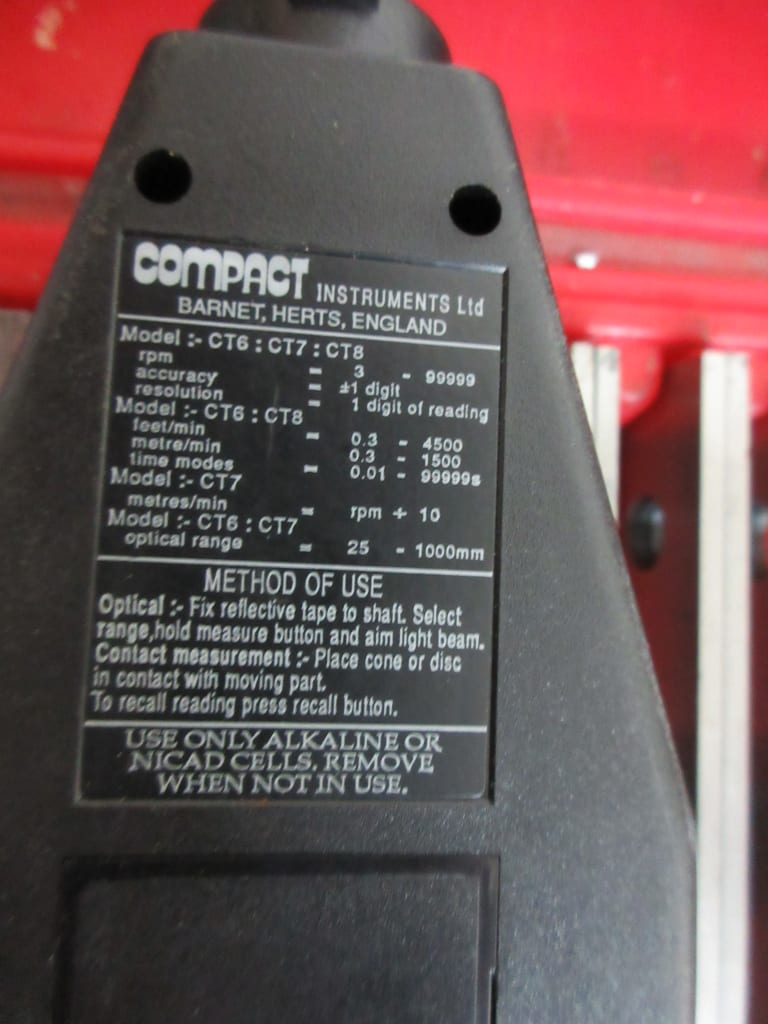 COMPACT INSTRUMENTS Ltd
BARNET, HERTS, ENGLAND
Model :- CT6 : CT7 : CT8
rpm = 3 - 99999
accuracy = ±1 digit
resolution = 1 digit of reading
Model :- CT6 : CT8
feet/min = 0.3 - 4500
metre/min 0.3 - 1500
time modes = 0.01 - 99999s
Model :- CT7
metres/min = rpm ÷ 10
Model :- CT6 : CT7
optical range = 25 - 1000mm
METHOD OF USE
Optical :- Fix reflective tape to shaft. Select
range,hold measure button and aim light beam.
Contact measurement :- Place cone or disc
in contact with moving part.
To recall reading press recall button.
USE ONLY ALKALINE OR
NICAD CELLS. REMOVE
WHEN NOT IN USE.